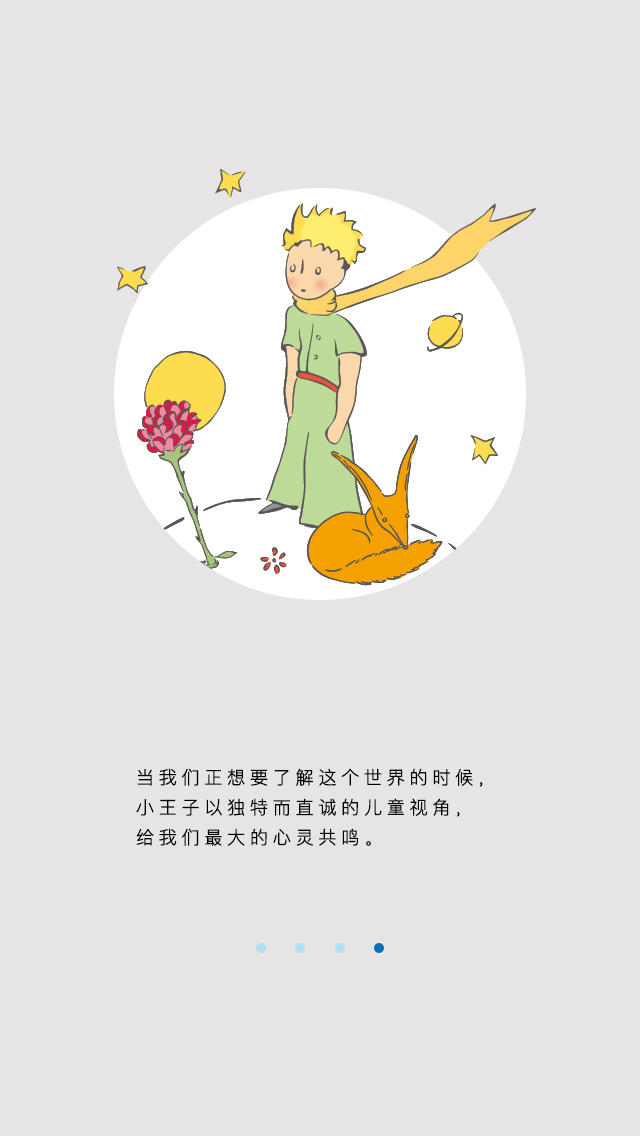 当我们正想要了解这个世界的时候，
小王子以独特而直诚的儿童视角，
给我们最大的心灵共鸣。